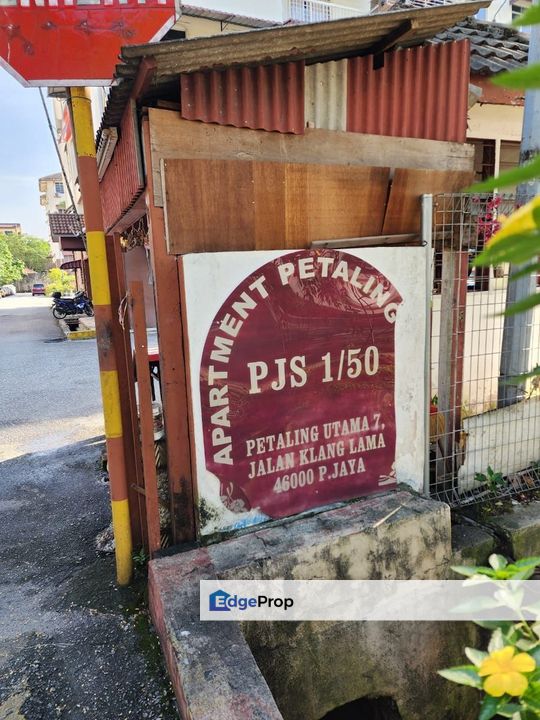 APARTMENT PETALING
PJS 1/50
PETALING UTAMA 7,
JALAN KLANG LAMA
46000 P.JAYA
EdgeProp